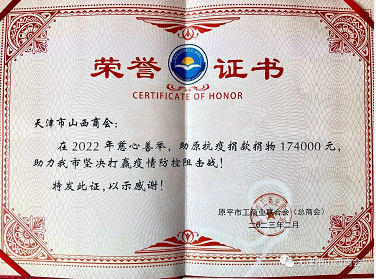 荣誉证书
CERTIFICATE OF HONOR
天津市山西商会：
在2022年慈心善举，助原抗疫捐款捐物174000元，
助力我市坚决打赢疫情防控阻击战！
特发此证，以示感谢！
原平市工商业联合会（总商会）
二〇二三年二月